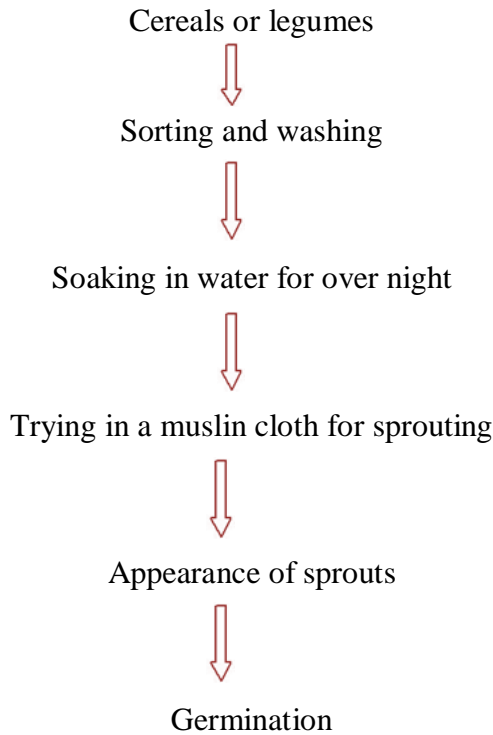 Cereals or legumes
Sorting and washing
Soaking in water for over night
Trying in a muslin cloth for sprouting
Appearance of sprouts
Germination